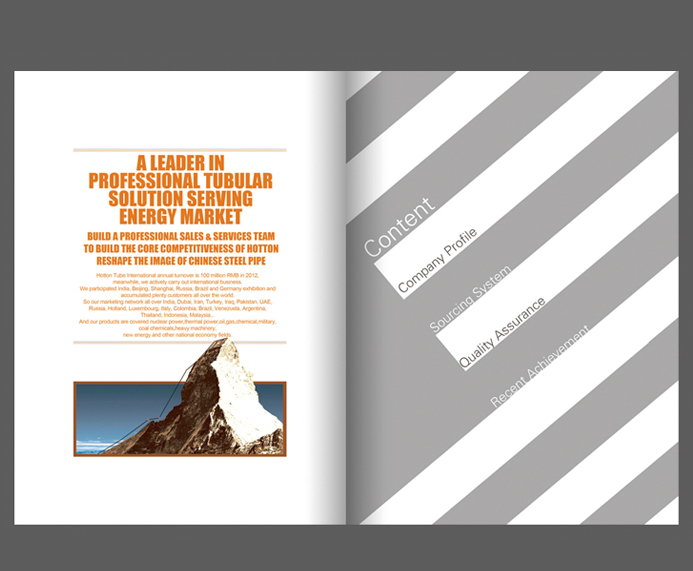 A LEADER IN
PROFESSIONAL TUBULAR
SOLUTION SERVING
ENERGY MARKET
BUILD A PROFESSIONAL SALES & SERVICES TEAM
TO BUILD THE CORE COMPETITIVENESS OF HOTTON
RESHAPE THE IMAGE OF CHINESE STEEL PIPE
Hotton Tube International annual turnover is 100 million RMB in 2012,
meanwhile, we actively carry out international business.
We participated India, Beijing, Shanghai, Russia, Brazil and Germany exhibition and
accumulated plenty customers all over the world.
So our marketing network all over India, Dubai, Iran, Turkey, Iraq, Pakistan, UAE,
Russia, Holland, Luxembourg, Italy, Colombia, Brazil, Venezuela, Argentina,
Thailand, Indonesia, Malaysia...
And our products are covered nuclear power,thermal power,oil,gas,chemical,military,
coal chemicals,heavy machinery,
new energy and other national economy fields.
Content
Company Profile
Sourcing System
Quality Assurance
Recent Achievement